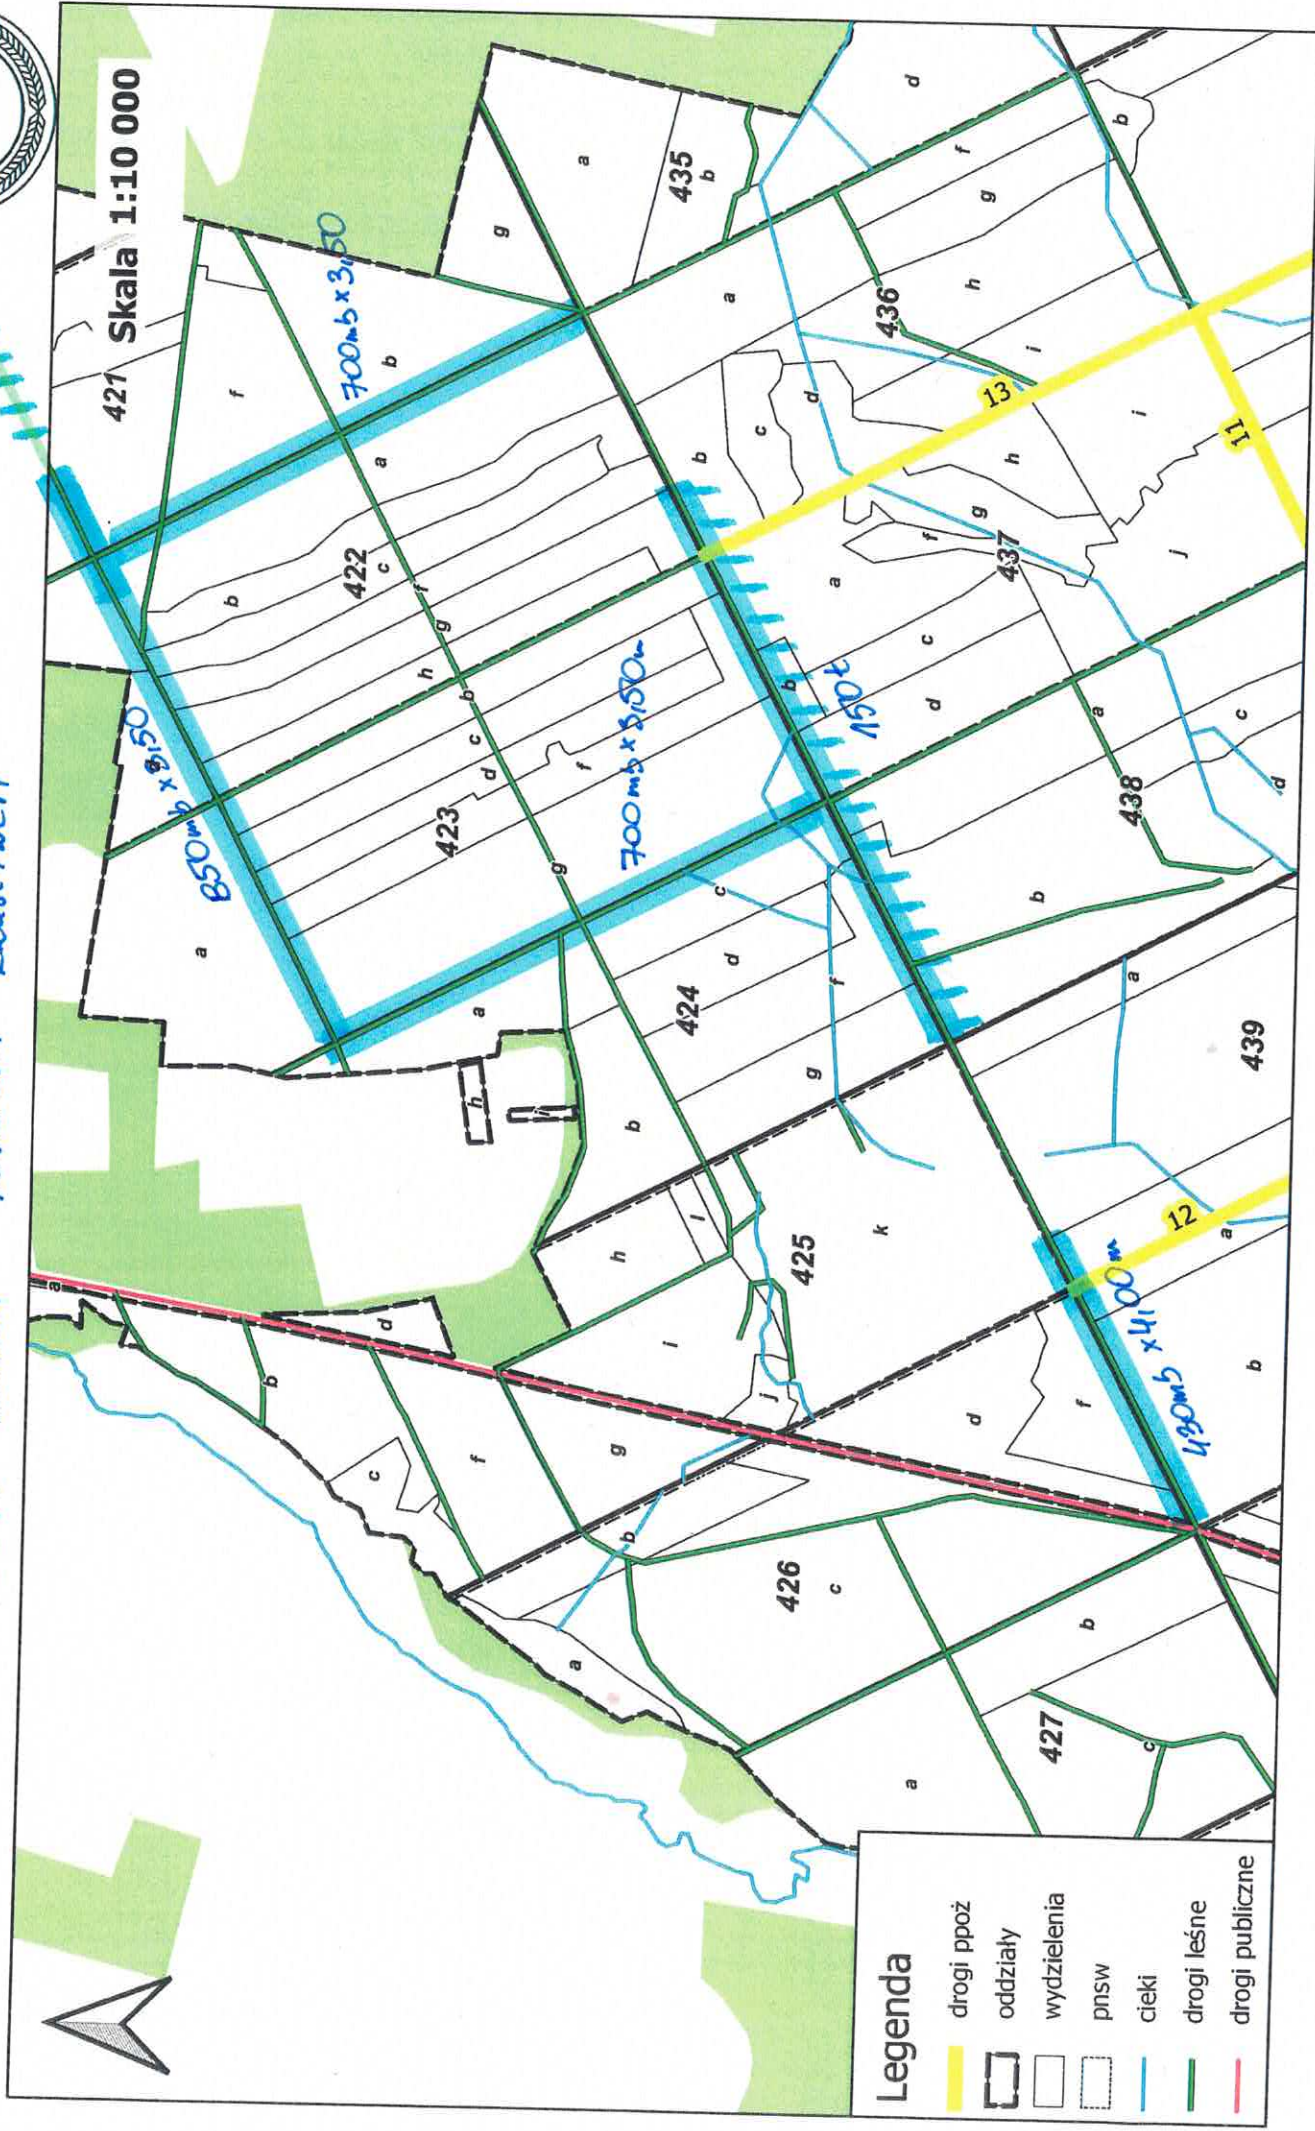 Skala 1:10 000
421
f
700mb x 3,50
b
g
a
435
b
d
850mb x 3,50
a
b
422
c
a
f
g
h
b
c
d
423
f
g
700mb x 3,50m
a
b
c
d
436
f
g
h
i
b
13
11
a
b
150t
c
d
f
g
437
h
i
j
a
438
b
c
d
a
h
i
b
424
c
d
f
g
a
439
12
a
b
430mb x 4,00m
a
b
d
c
f
g
h
l
i
j
425
k
d
f
b
426
c
a
b
427
a
c
Legenda
drogi ppoż
oddziały
wydzielenia
pnsw
cieki
drogi leśne
drogi publiczne